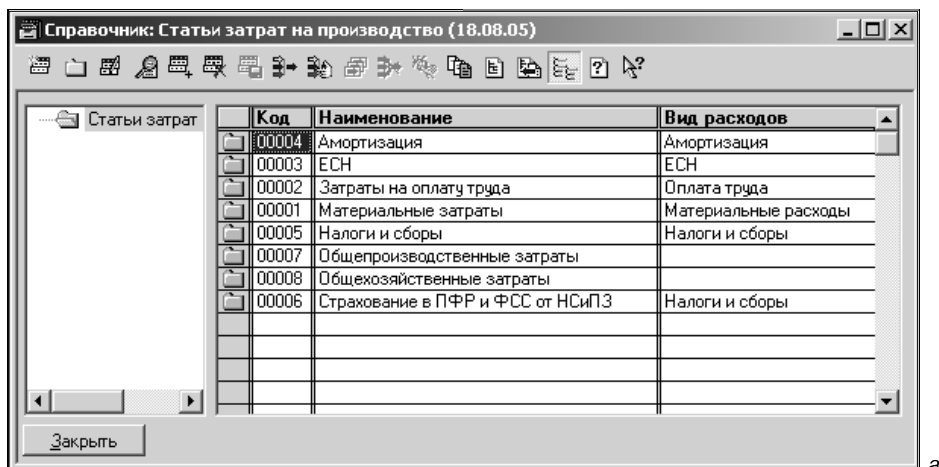 Справочник: Статьи затрат на производство (18.08.05)
Статьи затрат
Код Наименование Вид расходов
00004 Амортизация Амортизация
00003 ЕСН ЕСН
00002 Затраты на оплату труда Оплата труда
00001 Материальные затраты Материальные расходы
00005 Налоги и сборы Налоги и сборы
00007 Общепроизводственные затраты
00008 Общехозяйственные затраты
00006 Страхование в ПФР и ФСС от НСиПЗ Налоги и сборы
Закрыть
а